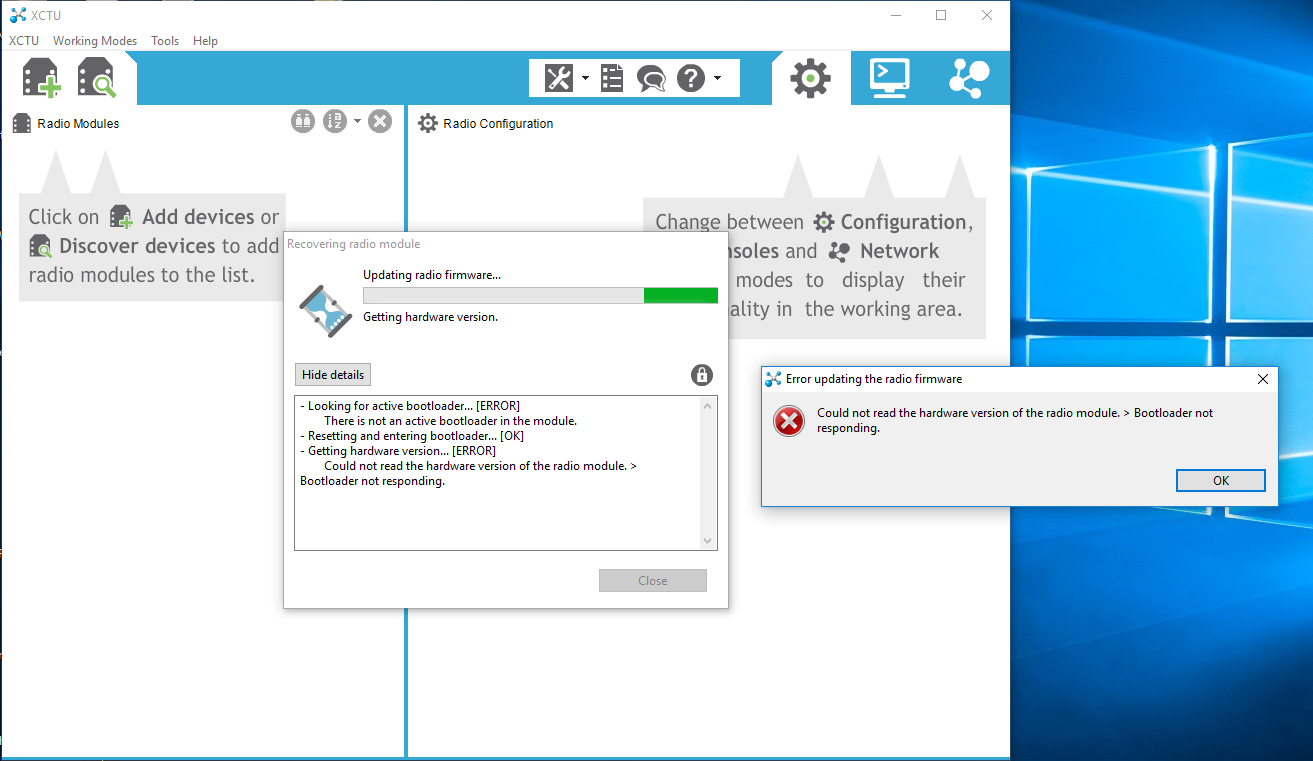 XCTU
XCTU Working Modes Tools Help
Radio Modules
Radio Configuration
Click on Add devices or
Discover devices to add
radio modules to the list.
Change between Configuration,
nsoles and Network
modes to display their
ality in the working area.
Recovering radio module
Updating radio firmware...
Getting hardware version.
Hide details
- Looking for active bootloader... [ERROR]
There is not an active bootloader in the module.
- Resetting and entering bootloader... [OK]
- Getting hardware version... [ERROR]
Could not read the hardware version of the radio module. >
Bootloader not responding.
Close
Error updating the radio firmware
Could not read the hardware version of the radio module. > Bootloader not
responding.
OK